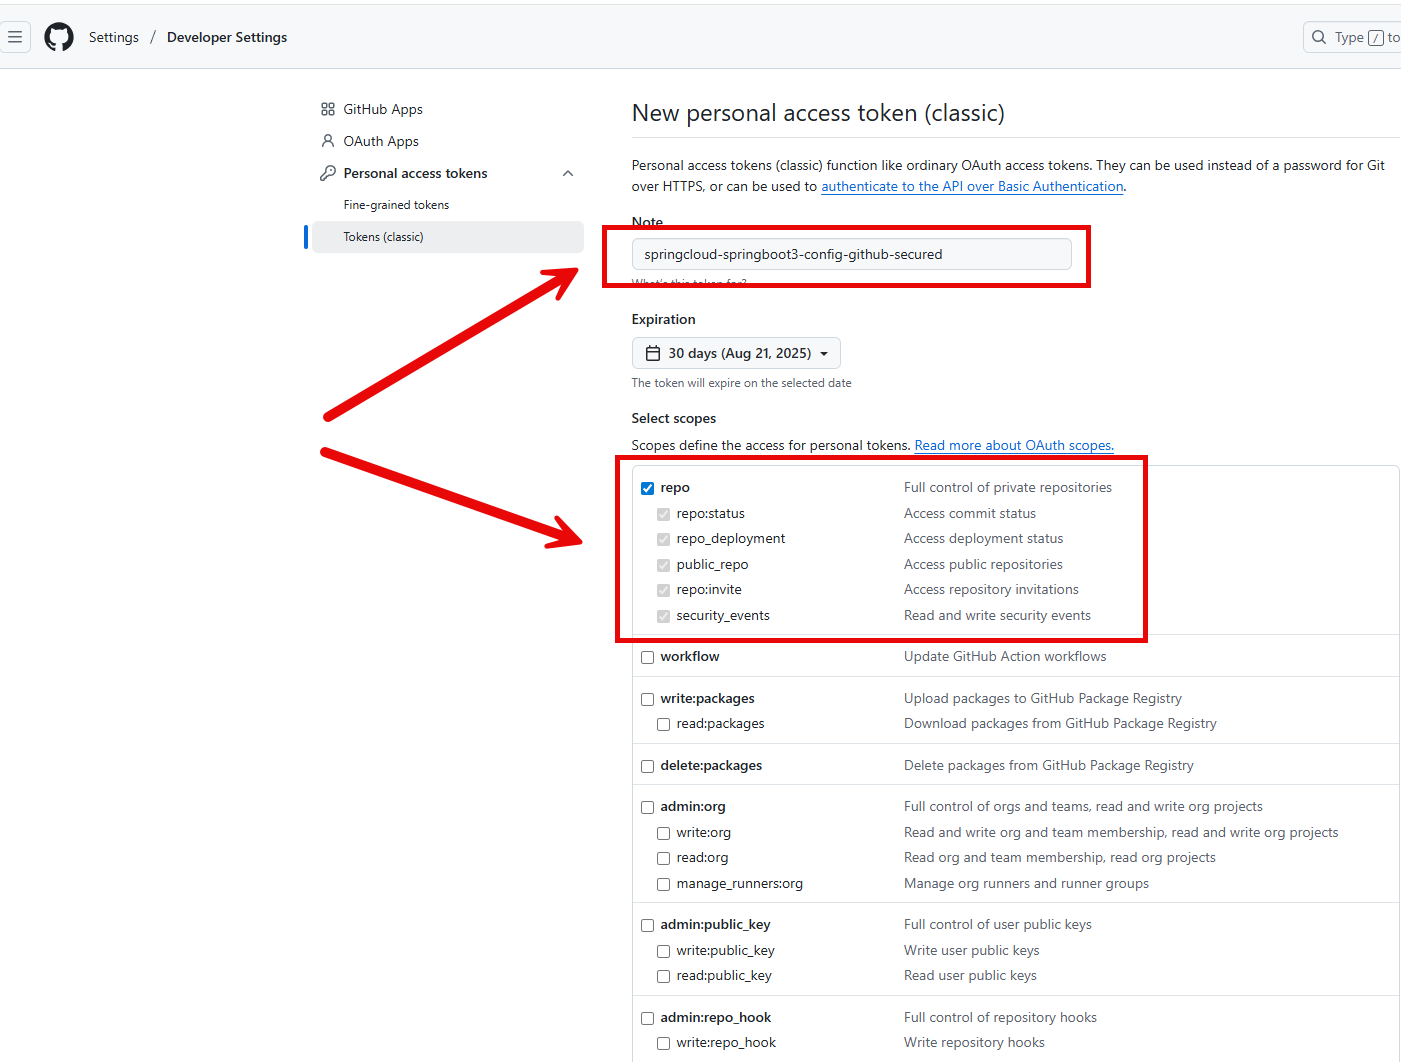 Settings / Developer Settings
Type / to
GitHub Apps
OAuth Apps
Personal access tokens
Fine-grained tokens
Tokens (classic)
New personal access token (classic)
Personal access tokens (classic) function like ordinary OAuth access tokens. They can be used instead of a password for Git
over HTTPS, or can be used to authenticate to the API over Basic Authentication.
Note
springcloud-springboot3-config-github-secured
What's this token for?
Expiration
30 days (Aug 21, 2025)
The token will expire on the selected date
Select scopes
Scopes define the access for personal tokens. Read more about OAuth scopes.
repo Full control of private repositories
repo:status Access commit status
repo_deployment Access deployment status
public_repo Access public repositories
repo:invite Access repository invitations
security_events Read and write security events
workflow Update GitHub Action workflows
write:packages Upload packages to GitHub Package Registry
read:packages Download packages from GitHub Package Registry
delete:packages Delete packages from GitHub Package Registry
admin:org Full control of orgs and teams, read and write org projects
write:org Read and write org and team membership, read and write org projects
read:org Read org and team membership, read org projects
manage_runners:org Manage org runners and runner groups
admin:public_key Full control of user public keys
write:public_key Write user public keys
read:public_key Read user public keys
admin:repo_hook Full control of repository hooks
write:repo_hook Write repository hooks